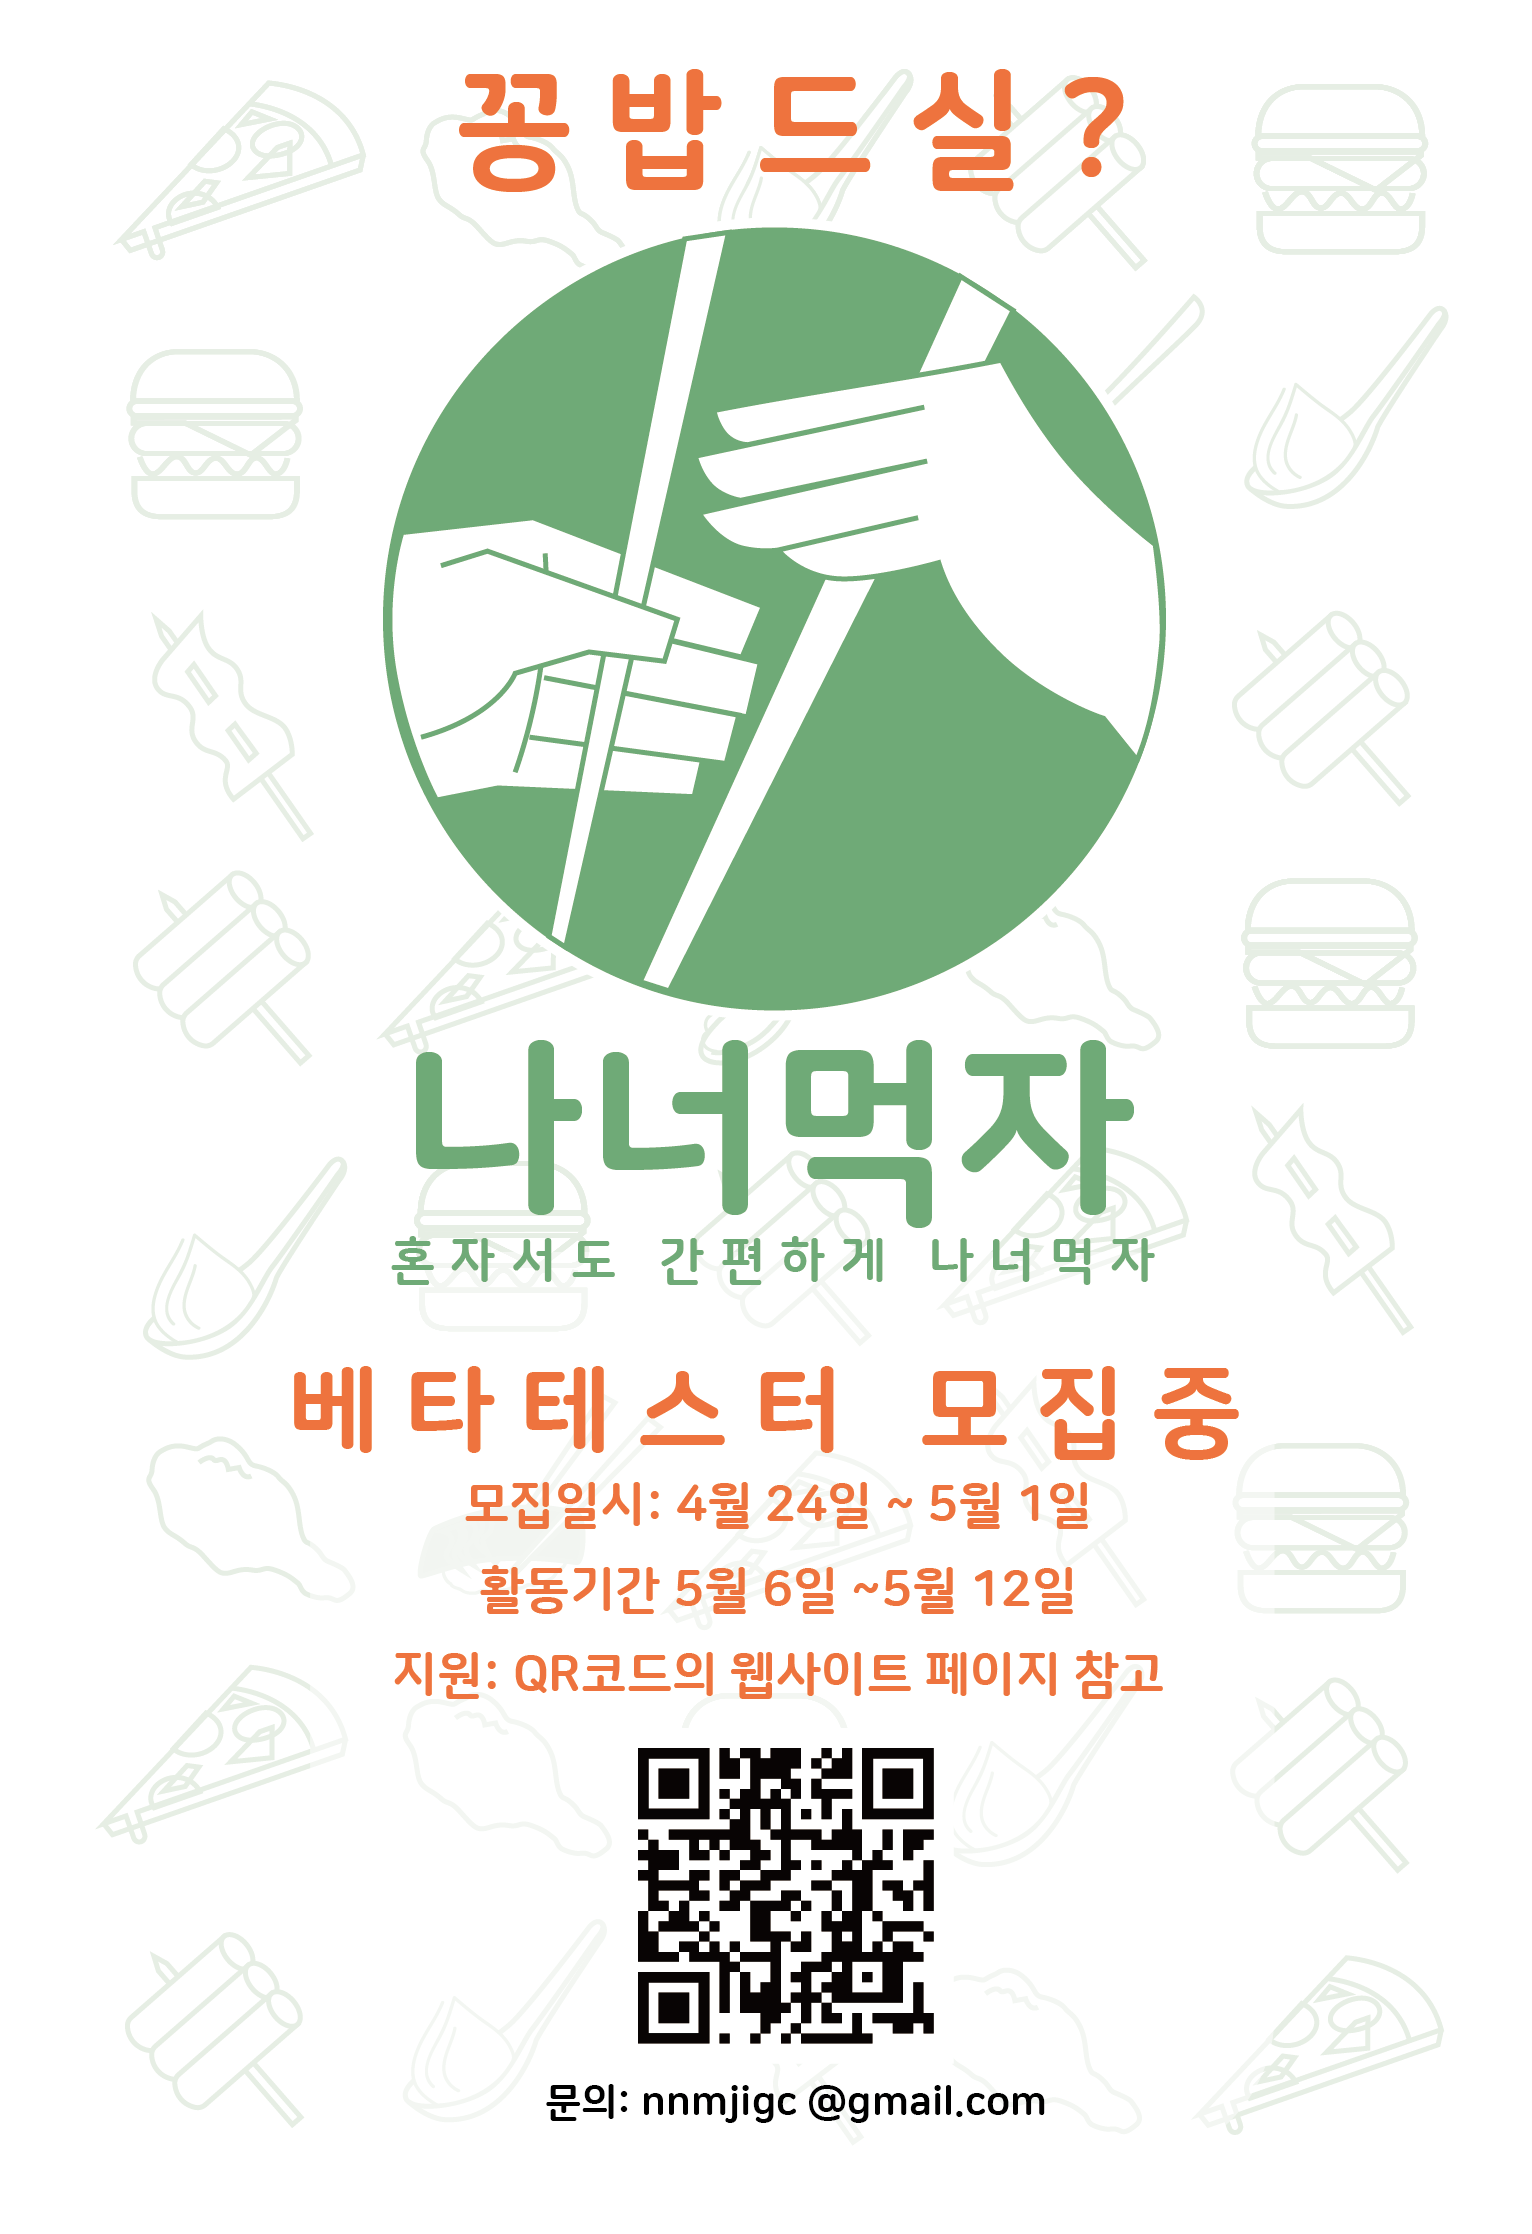 꽁밥드실?
나너먹자
혼자서도 간편하게 나너먹자
베타테스터 모집중
모집일시: 4월 24일 ~ 5월 1일
활동기간 5월 6일 ~5월 12일
지원: QR코드의 웹사이트 페이지 참고
문의: nnmjigc @gmail.com